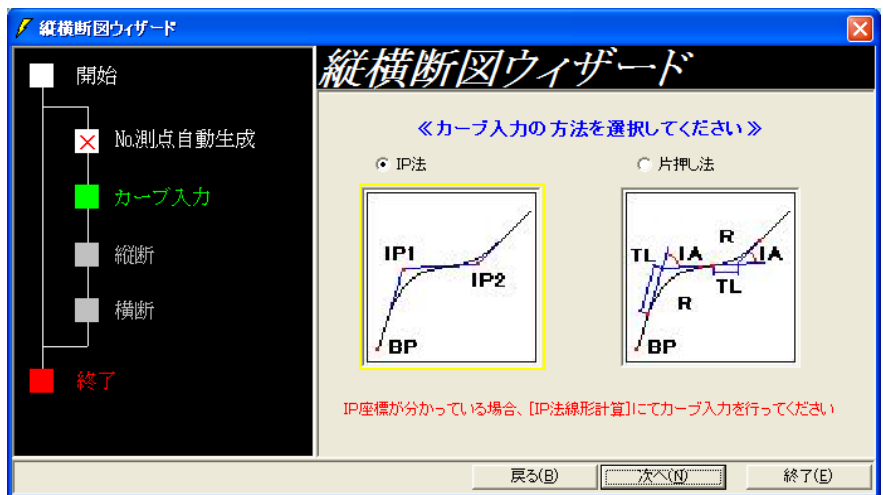 縦横断図ウィザード
開始
No.測点自動生成
カーブ入力
縦断
横断
終了
縦横断図ウィザード
≪カーブ入力の方法を選択してください≫
IP法
片押し法
IP1
IP2
BP
TL
IA
R
IA
TL
R
BP
IP座標が分かっている場合、[IP法線形計算]にてカーブ入力を行ってください
戻る(B)
次へ(N)
終了(E)